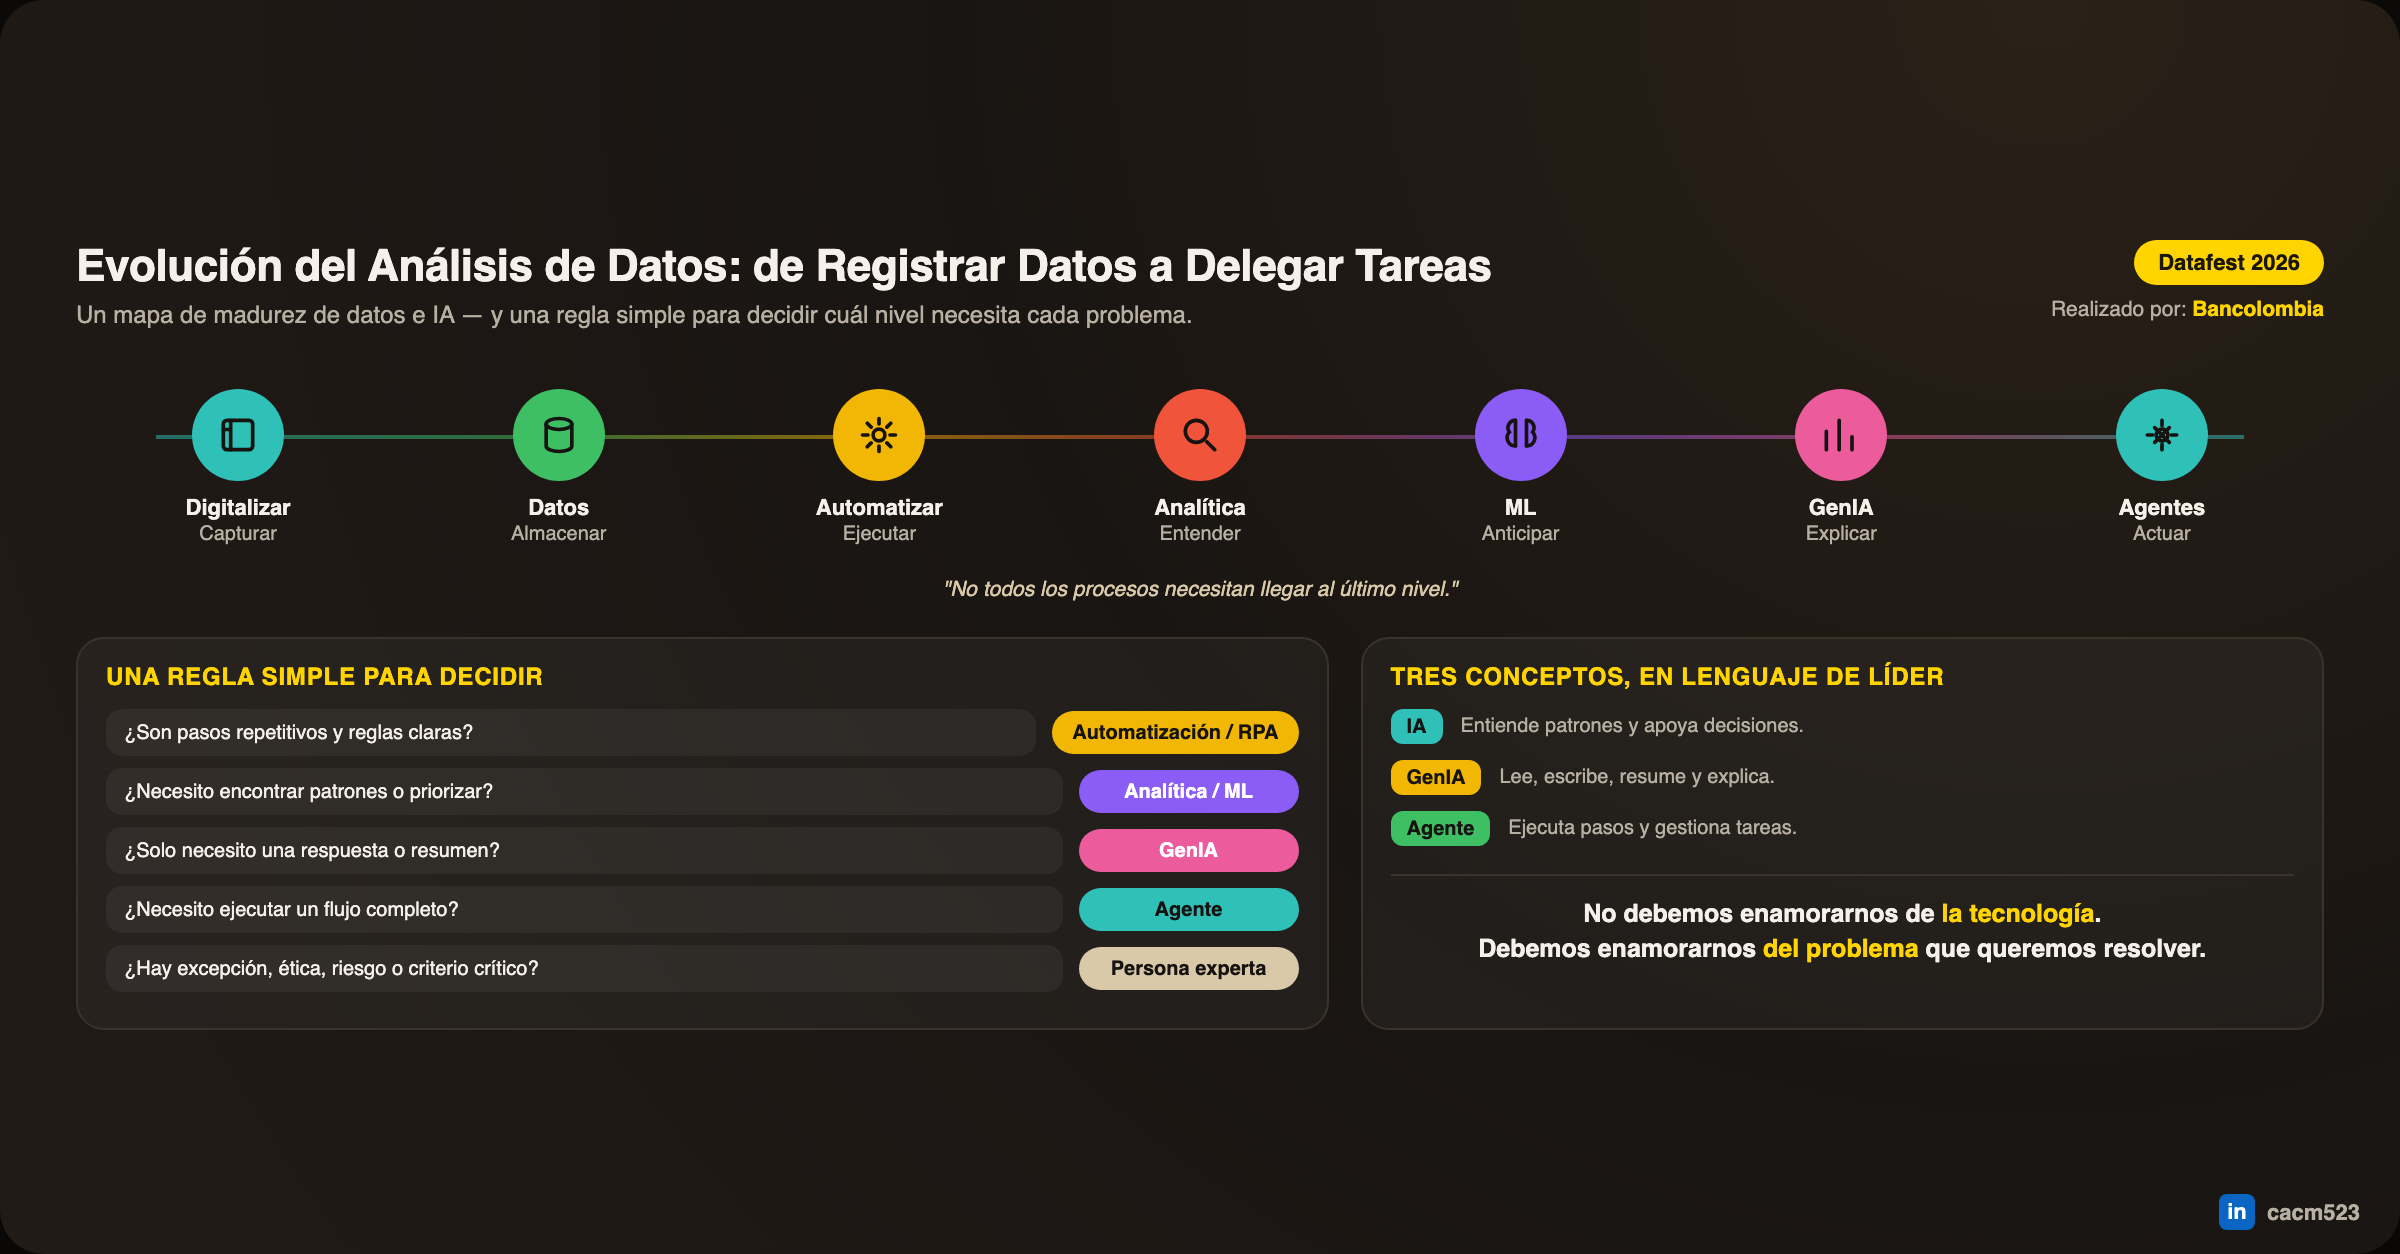 Evolución del Análisis de Datos: de Registrar Datos a Delegar Tareas
Un mapa de madurez de datos e IA — y una regla simple para decidir cuál nivel necesita cada problema.
Datafest 2026
Realizado por: Bancolombia
Digitalizar
Capturar
Datos
Almacenar
Automatizar
Ejecutar
Analítica
Entender
ML
Anticipar
GenIA
Explicar
Agentes
Actuar
"No todos los procesos necesitan llegar al último nivel."
UNA REGLA SIMPLE PARA DECIDIR
¿Son pasos repetitivos y reglas claras?
Automatización / RPA
¿Necesito encontrar patrones o priorizar?
Analítica / ML
¿Solo necesito una respuesta o resumen?
GenIA
¿Necesito ejecutar un flujo completo?
Agente
¿Hay excepción, ética, riesgo o criterio crítico?
Persona experta
TRES CONCEPTOS, EN LENGUAJE DE LÍDER
IA Entiende patrones y apoya decisiones.
GenIA Lee, escribe, resume y explica.
Agente Ejecuta pasos y gestiona tareas.
No debemos enamorarnos de la tecnología.
Debemos enamorarnos del problema que queremos resolver.
in cacm523